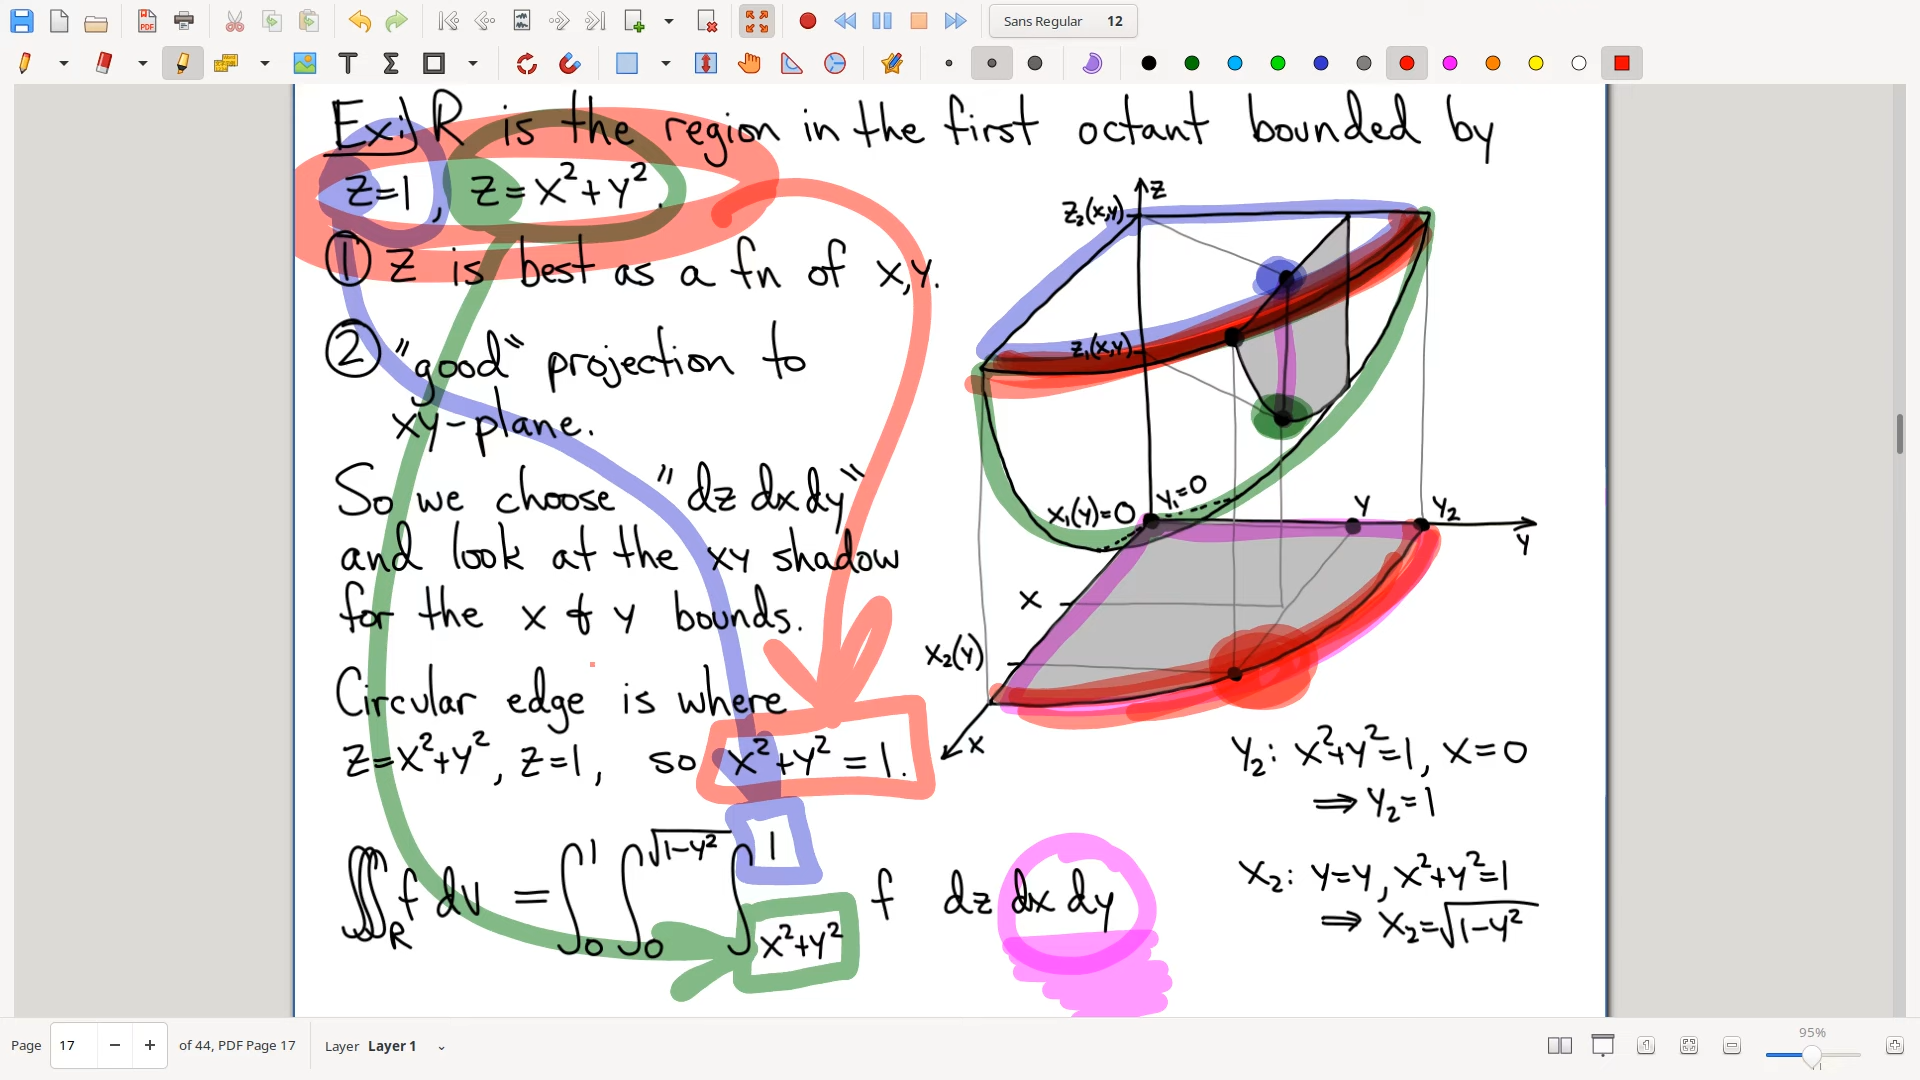 Sans Regular 12
Ex: R is the region in the first octant bounded by
z=1, z=x²+y².
① z is best as a fn of x,y.
② "good" projection to
xy-plane.
So we choose "dz dx dy"
and look at the xy shadow
for the x & y bounds.
Circular edge is where
z=x²+y², z=1, so x²+y² = 1.
∭_R f dV = ∫_0^1 ∫_0^√(1-y²) ∫_{x²+y²}^1 f dz dx dy
z
z₂(x,y)
z₁(x,y)
x₁(y)=0
y₁=0
y
y₂
y
x
x₂(y)
x
y₂: x²+y²=1, x=0
⟹ y₂=1
x₂: y=y, x²+y²=1
⟹ x₂=√(1-y²)
Page 17 of 44, PDF Page 17 Layer Layer 1
95%